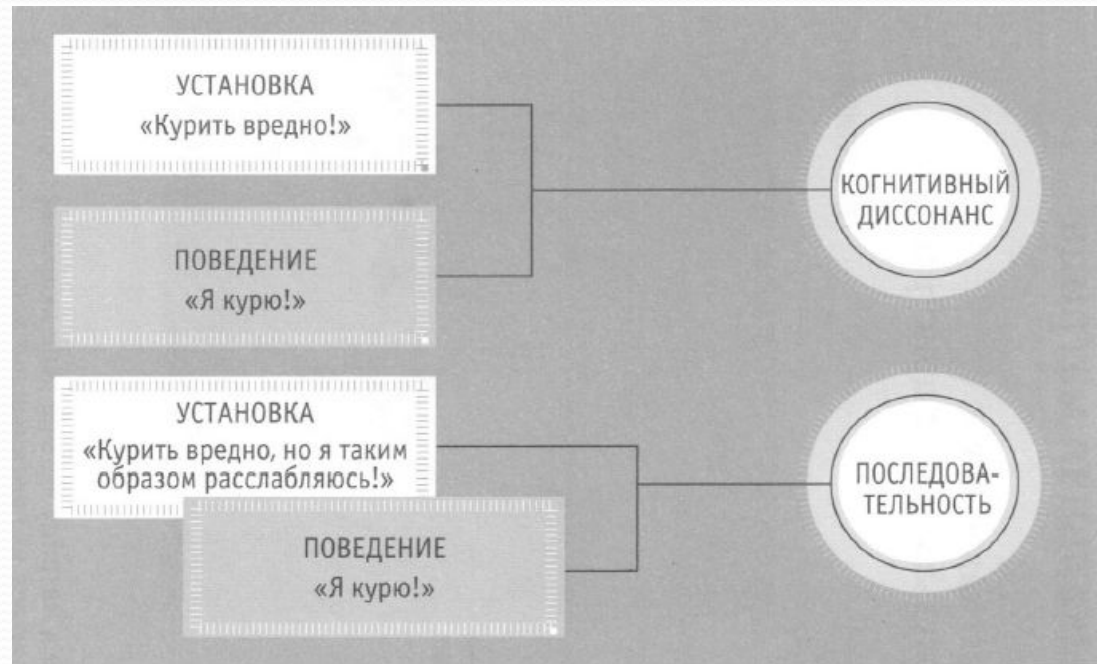 УСТАНОВКА
«Курить вредно!»
ПОВЕДЕНИЕ
«Я курю!»
КОГНИТИВНЫЙ
ДИССОНАНС
УСТАНОВКА
«Курить вредно, но я таким
образом расслабляюсь!»
ПОВЕДЕНИЕ
«Я курю!»
ПОСЛЕДОВА-
ТЕЛЬНОСТЬ